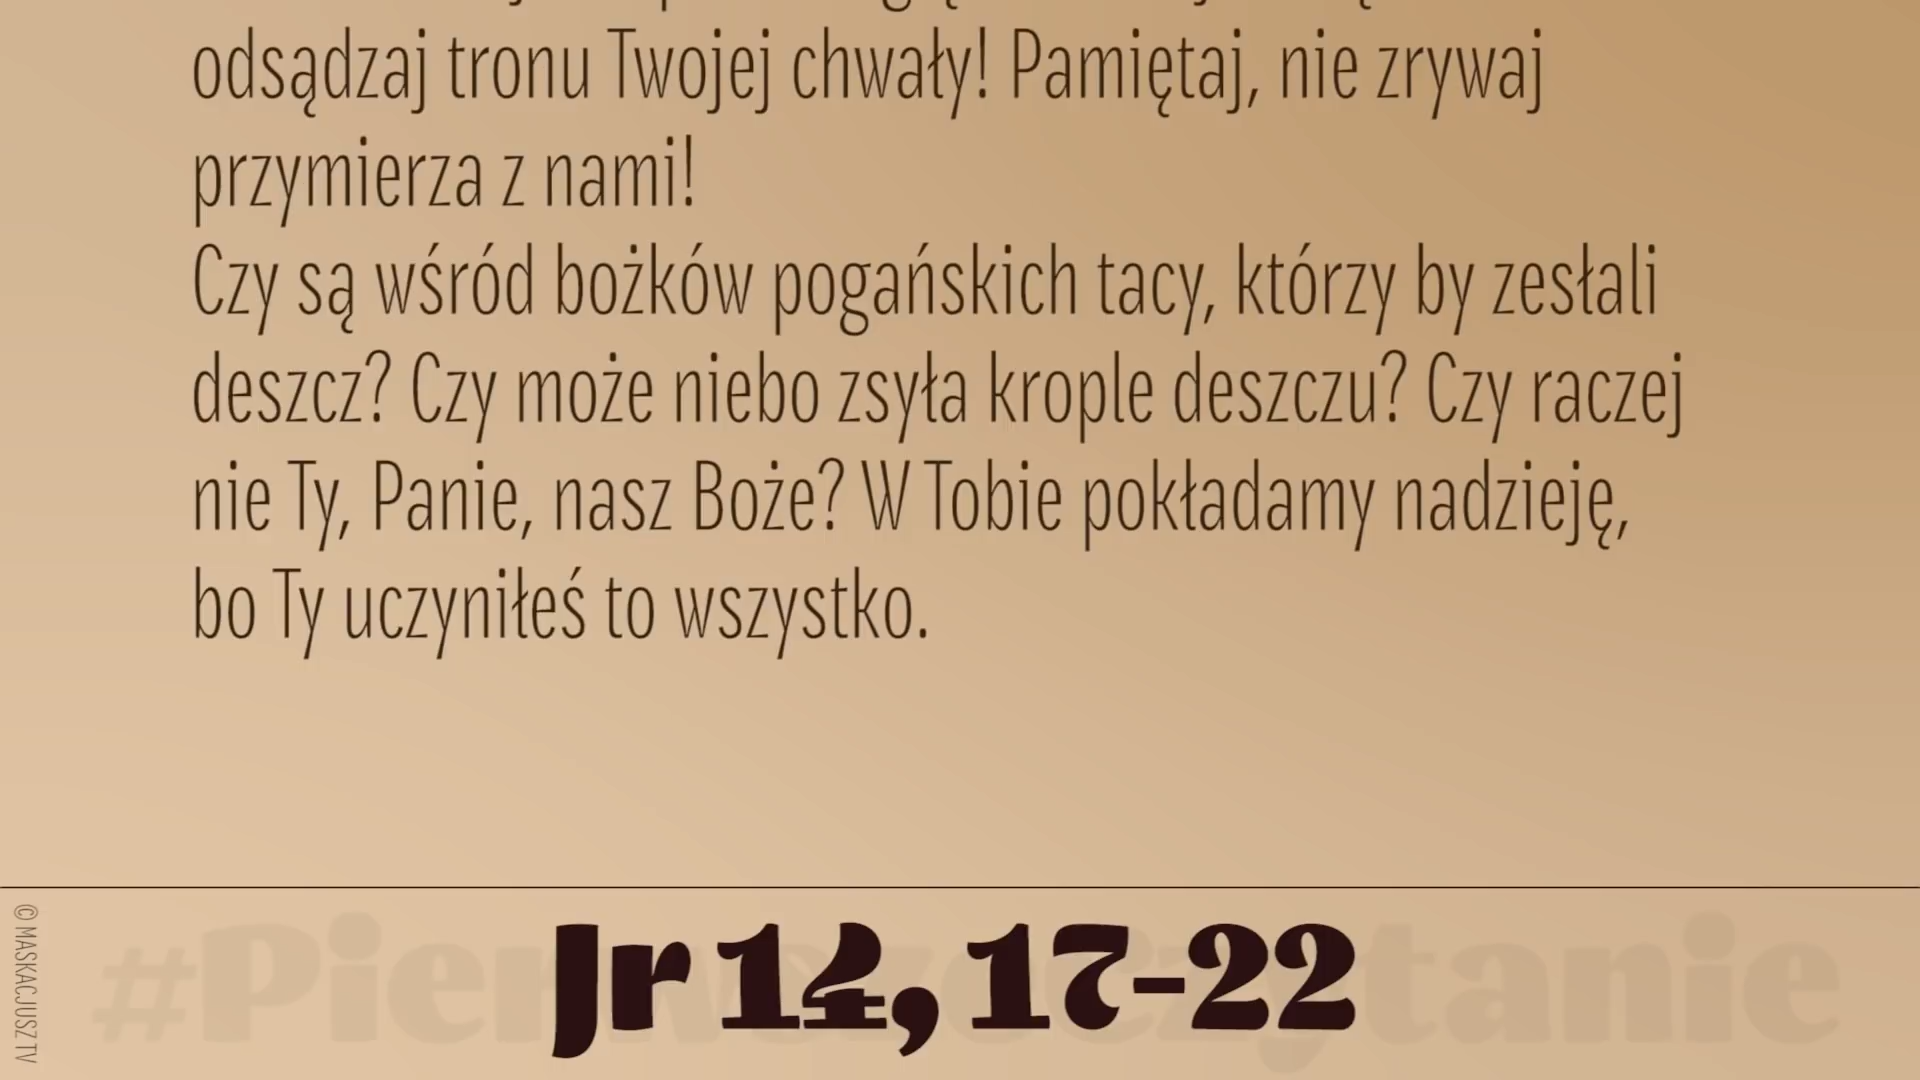 odsądzaj tronu Twojej chwały! Pamiętaj, nie zrywaj
przymierza z nami!
Czy są wśród bożków pogańskich tacy, którzy by zesłali
deszcz? Czy może niebo zsyła krople deszczu? Czy raczej
nie Ty, Panie, nasz Boże? W Tobie pokładamy nadzieję,
bo Ty uczyniłeś to wszystko.
#Pierwszeczytanie
Jr 14, 17-22
© MASKACJUSZ TV